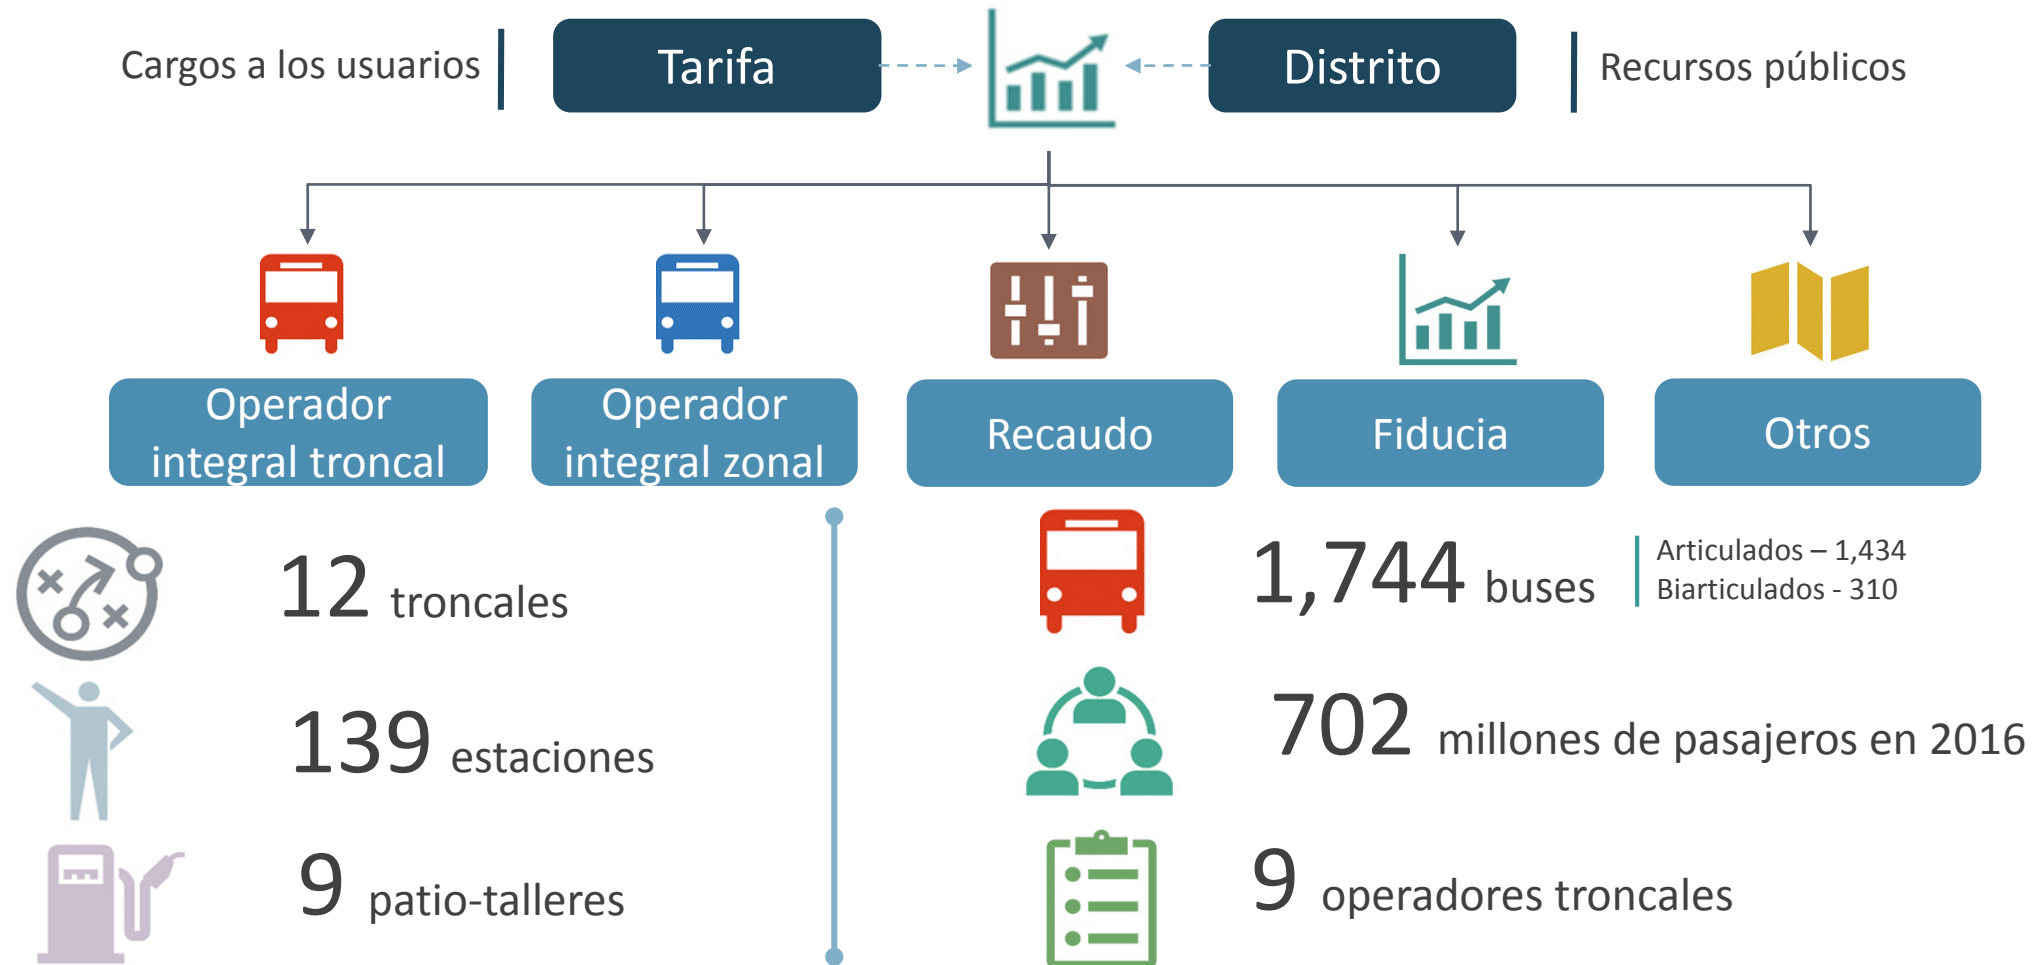 Cargos a los usuarios
Tarifa
Distrito
Recursos públicos
Operador
integral troncal
Operador
integral zonal
Recaudo
Fiducia
Otros
12 troncales
139 estaciones
9 patio-talleres
1,744 buses
Articulados – 1,434
Biarticulados - 310
702 millones de pasajeros en 2016
9 operadores troncales